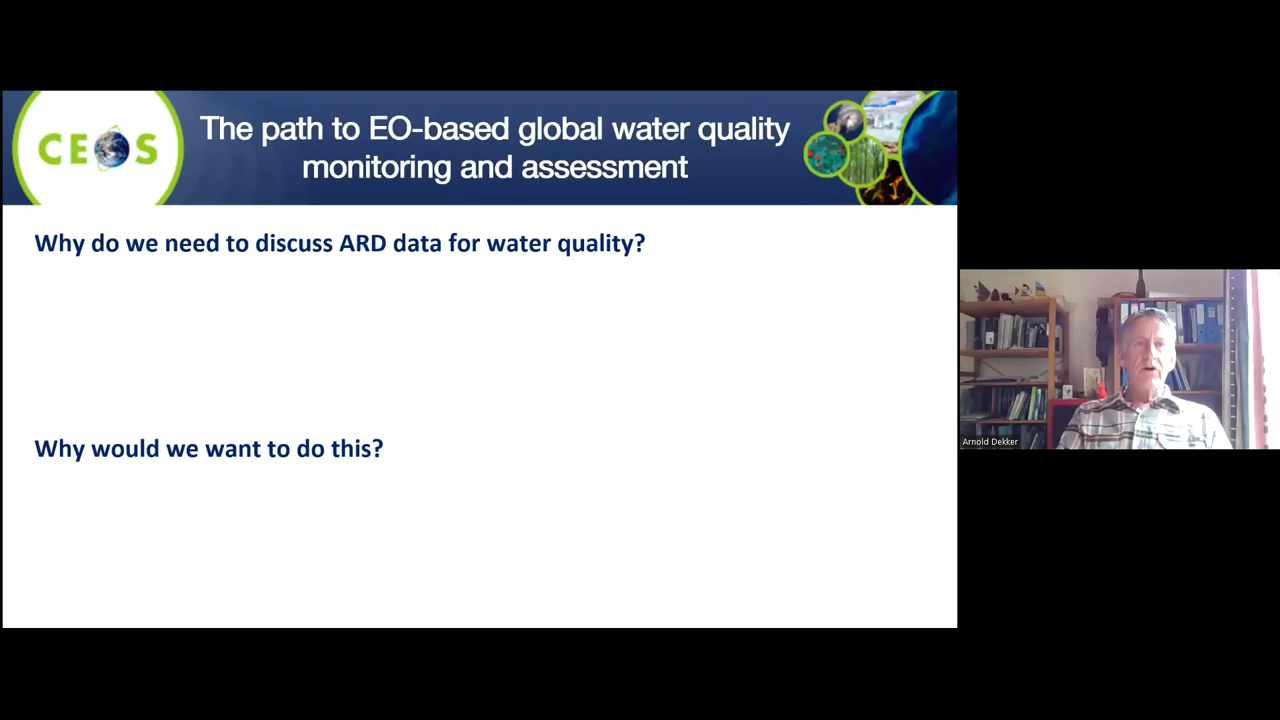 CEOS
The path to EO-based global water quality
monitoring and assessment
Why do we need to discuss ARD data for water quality?
Why would we want to do this?
Arnold Dekker